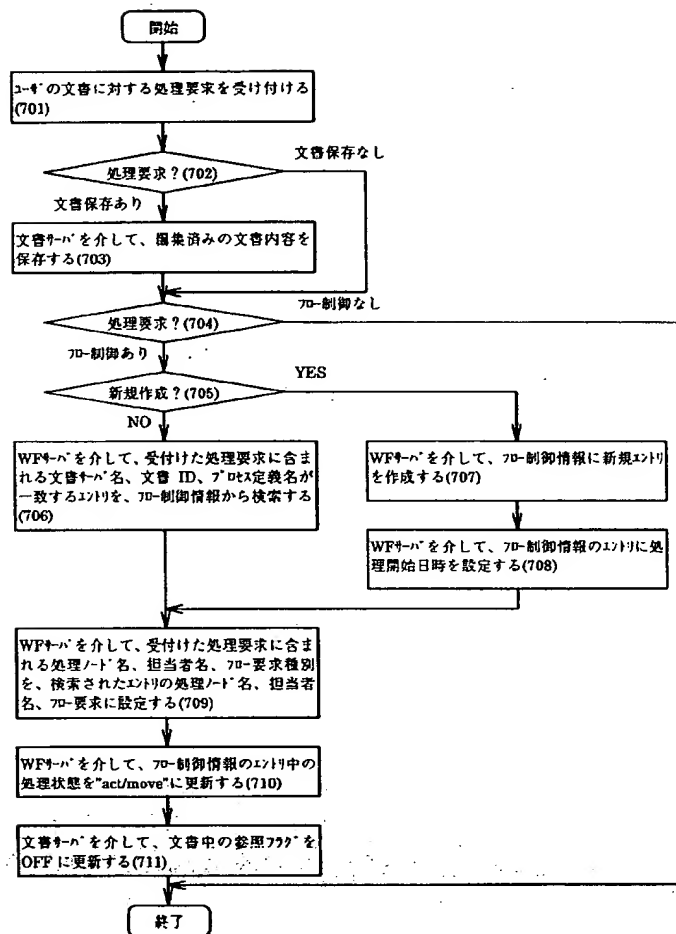 開始
ユーザの文書に対する処理要求を受け付ける
(701)
文書保存なし
処理要求?(702)
文書保存あり
文書サーバを介して、編集済みの文書内容を
保存する(703)
フロー制御なし
処理要求?(704)
フロー制御あり
YES
新規作成?(705)
NO
WFサーバを介して、受付けた処理要求に含ま
れる文書サーバ名、文書 ID、プロセス定義名が
一致するエントリを、フロー制御情報から検索する
(706)
WFサーバを介して、フロー制御情報に新規エントリ
を作成する(707)
WFサーバを介して、フロー制御情報のエントリに処
理開始日時を設定する(708)
WFサーバを介して、受付けた処理要求に含ま
れる処理ノード名、担当者名、フロー要求種別
を、検索されたエントリの処理ノード名、担当者
名、フロー要求に設定する(709)
WFサーバを介して、フロー制御情報のエントリ中の
処理状態を"act/move"に更新する(710)
文書サーバを介して、文書中の参照フラグを
OFF に更新する(711)
終了